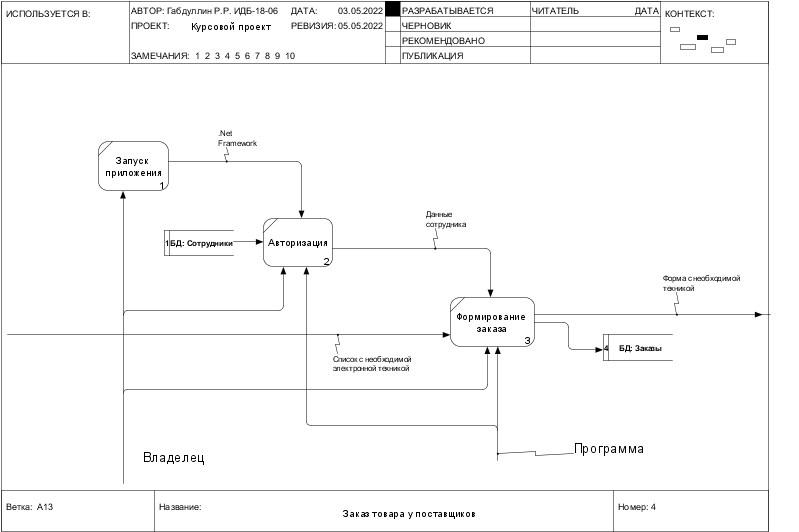 ИСПОЛЬЗУЕТСЯ В:
АВТОР: Габдуллин Р.Р. ИДБ-18-06
ДАТА: 03.05.2022
ПРОЕКТ: Курсовой проект
РЕВИЗИЯ: 05.05.2022
ЗАМЕЧАНИЯ: 1 2 3 4 5 6 7 8 9 10
РАЗРАБАТЫВАЕТСЯ
ЧЕРНОВИК
РЕКОМЕНДОВАНО
ПУБЛИКАЦИЯ
ЧИТАТЕЛЬ
ДАТА
КОНТЕКСТ:
.Net
Framework
Запуск
приложения
1
Данные
сотрудника
1 БД: Сотрудники
Авторизация
2
Форма с необходимой
техникой
Формирование
заказа
3
4 БД: Заказы
Список с необходимой
электронной техникой
Владелец
Программа
Ветка: A13
Название:
Заказ товара у поставщиков
Номер: 4